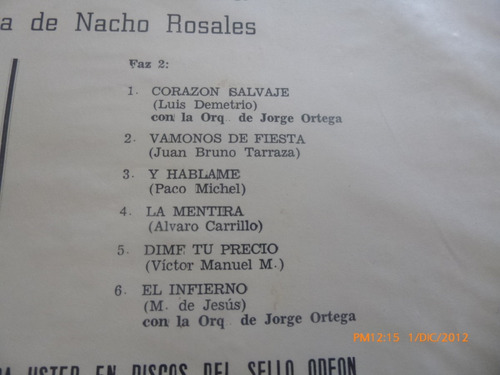 a de Nacho Rosales
Faz 2:
1. CORAZON SALVAJE
(Luis Demetrio)
con la Orq. de Jorge Ortega
2. VAMONOS DE FIESTA
(Juan Bruno Tarraza)
3. Y HABLAME
(Paco Michel)
4. LA MENTIRA
(Alvaro Carrillo)
5. DIME TU PRECIO
(Víctor Manuel M.)
6. EL INFIERNO
(M. de Jesús)
con la Orq. de Jorge Ortega
PM12:15 1/DIC/2012
USTED EN DISCOS DEL SELLO ODEON